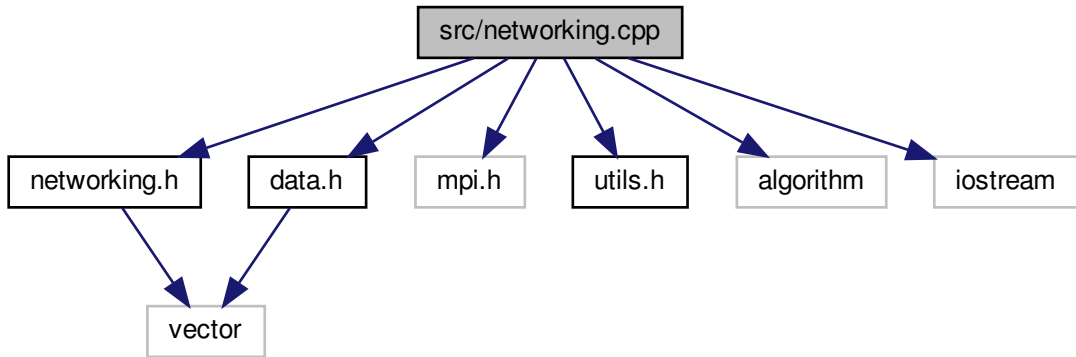 src/networking.cpp
networking.h
data.h
mpi.h
utils.h
algorithm
iostream
vector